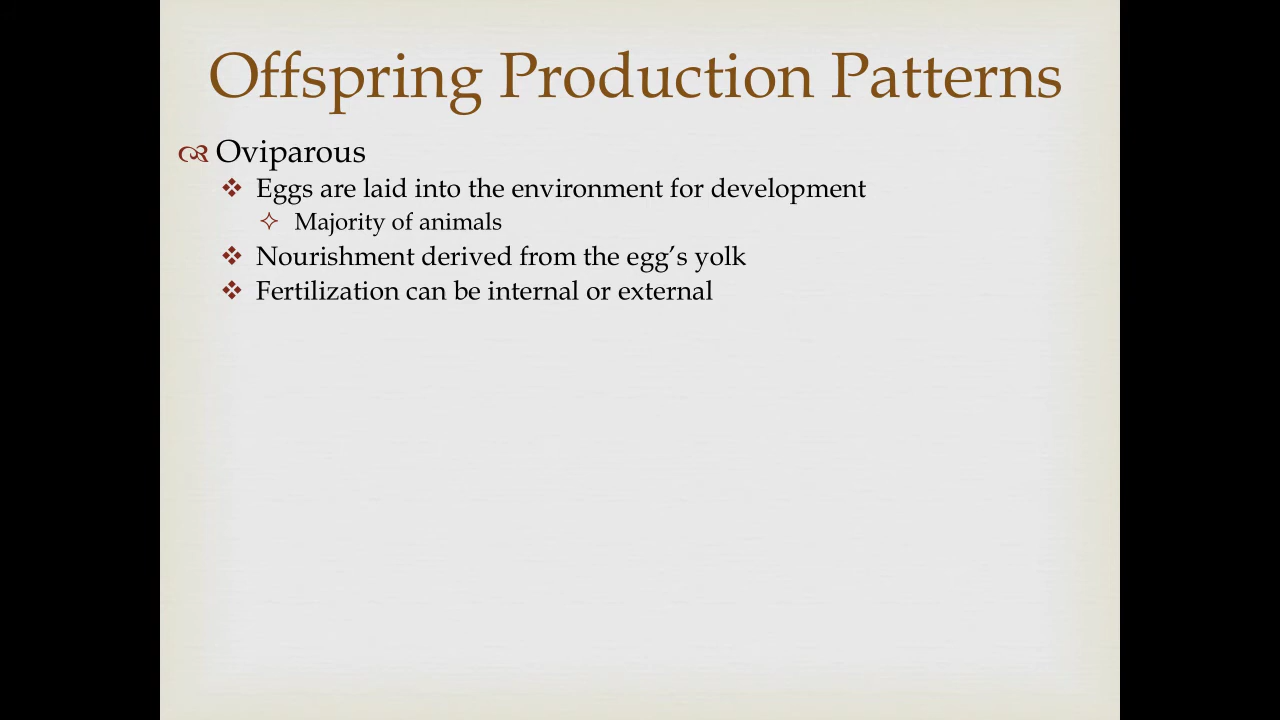 Offspring Production Patterns
Oviparous
Eggs are laid into the environment for development
Majority of animals
Nourishment derived from the egg’s yolk
Fertilization can be internal or external